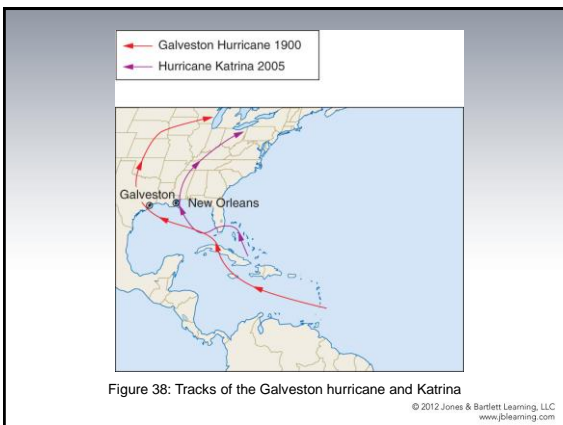 Galveston Hurricane 1900
Hurricane Katrina 2005
Galveston
New Orleans
Figure 38: Tracks of the Galveston hurricane and Katrina
© 2012 Jones & Bartlett Learning, LLC
www.jblearning.com